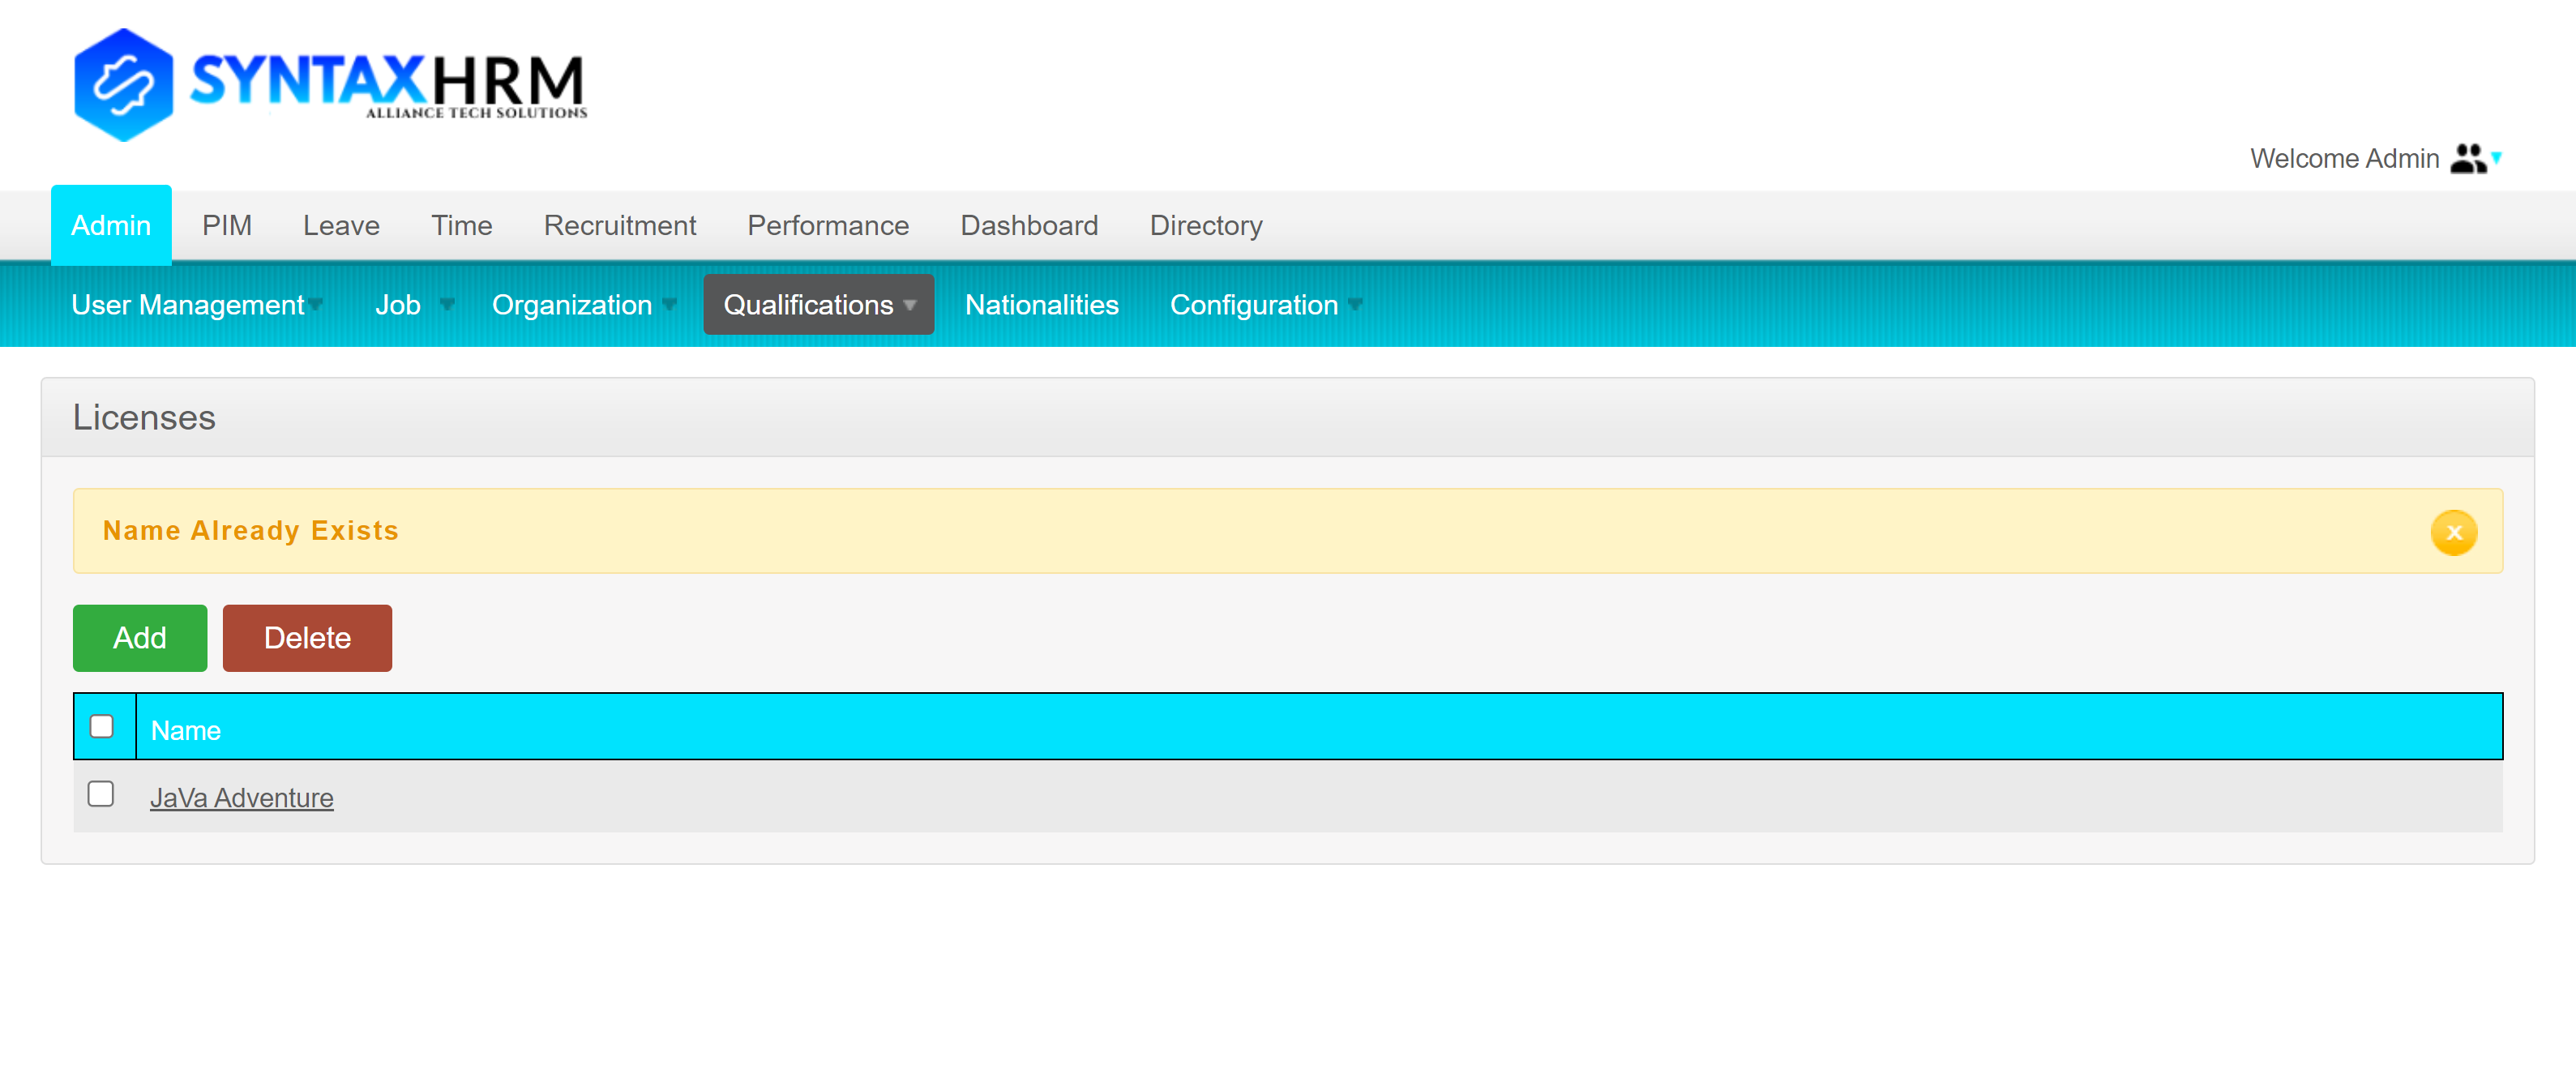 SYNTAXHRM
ALLIANCE TECH SOLUTIONS
Welcome Admin
Admin PIM Leave Time Recruitment Performance Dashboard Directory
User Management Job Organization Qualifications Nationalities Configuration
Licenses
Name Already Exists
Add Delete
Name
JaVa Adventure